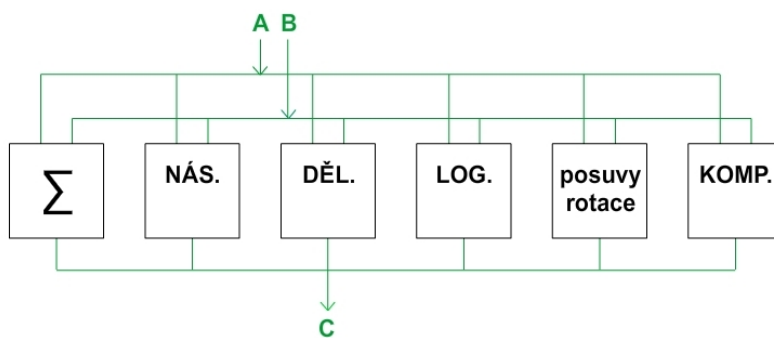 A B
∑
NÁS.
DĚL.
LOG.
posuvy
rotace
KOMP.
C